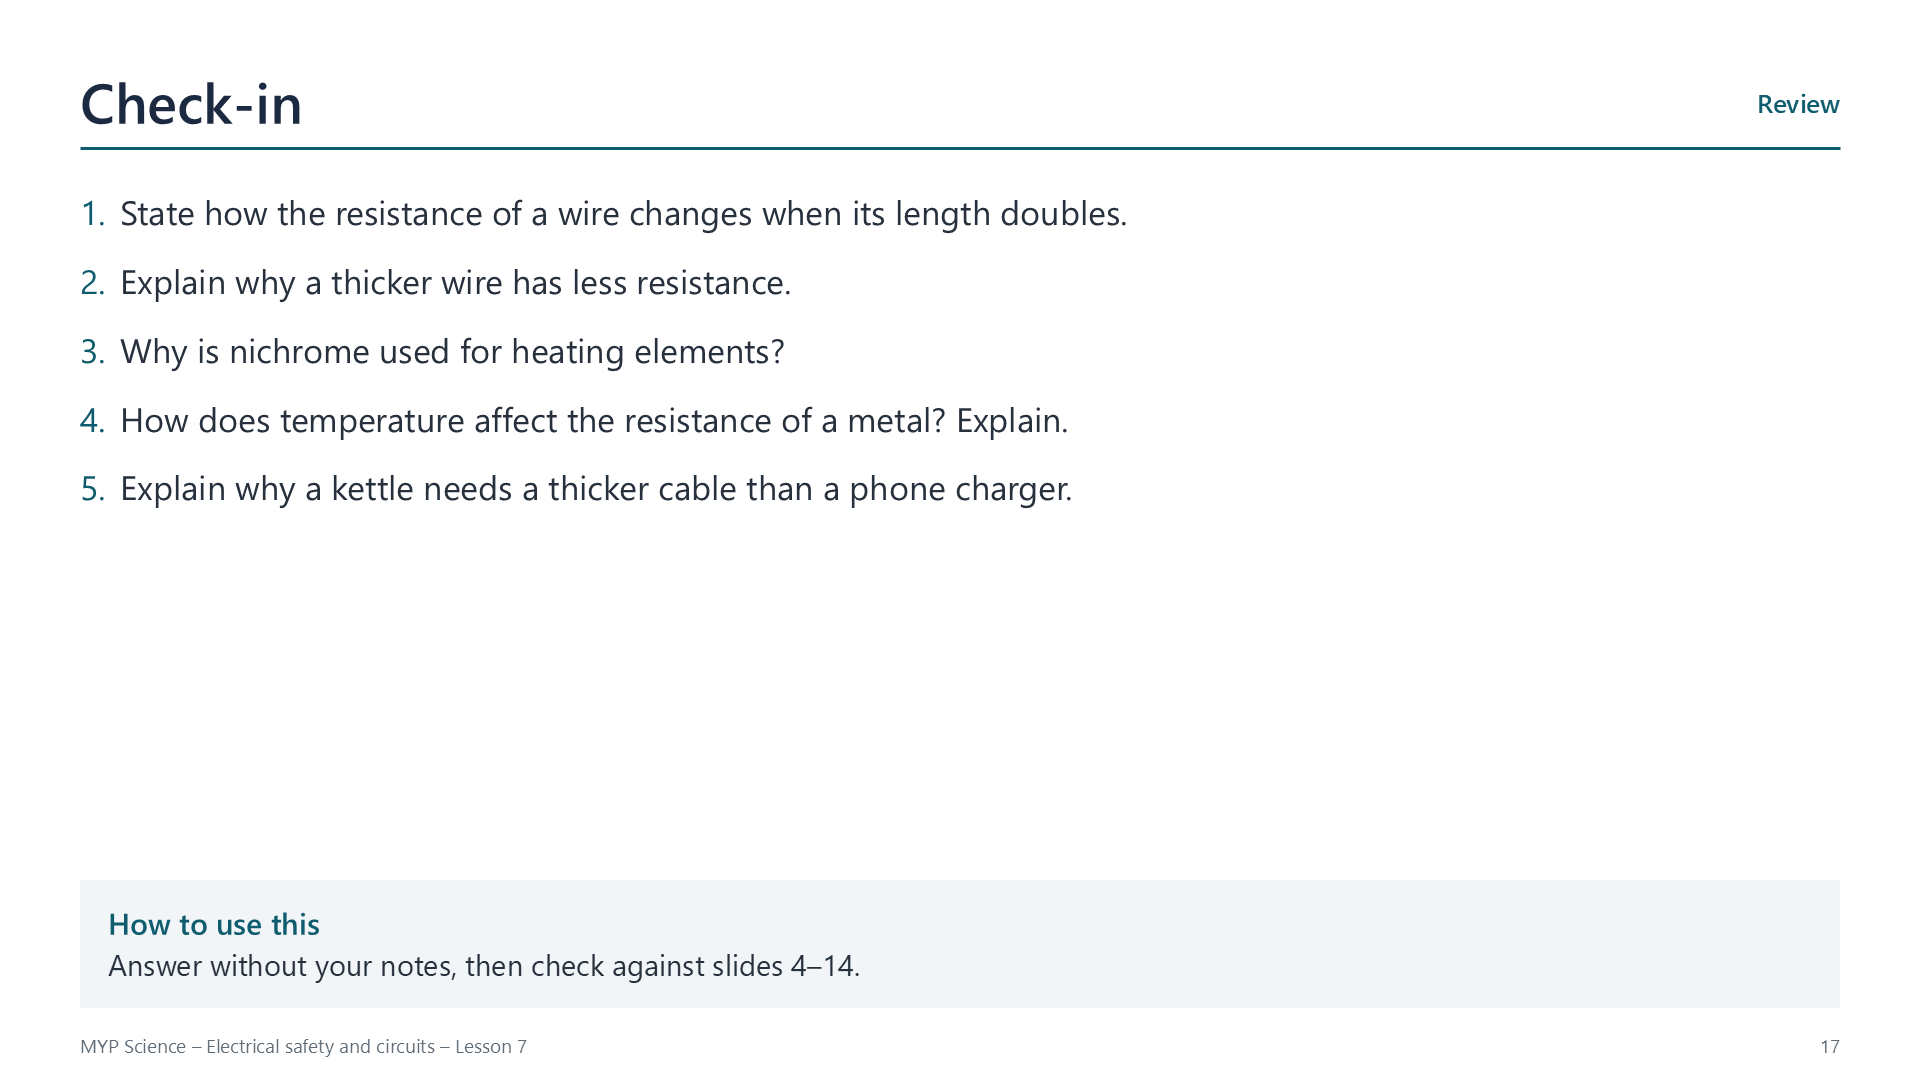 Check-in
Review
1. State how the resistance of a wire changes when its length doubles.
2. Explain why a thicker wire has less resistance.
3. Why is nichrome used for heating elements?
4. How does temperature affect the resistance of a metal? Explain.
5. Explain why a kettle needs a thicker cable than a phone charger.
How to use this
Answer without your notes, then check against slides 4–14.
MYP Science – Electrical safety and circuits – Lesson 7
17